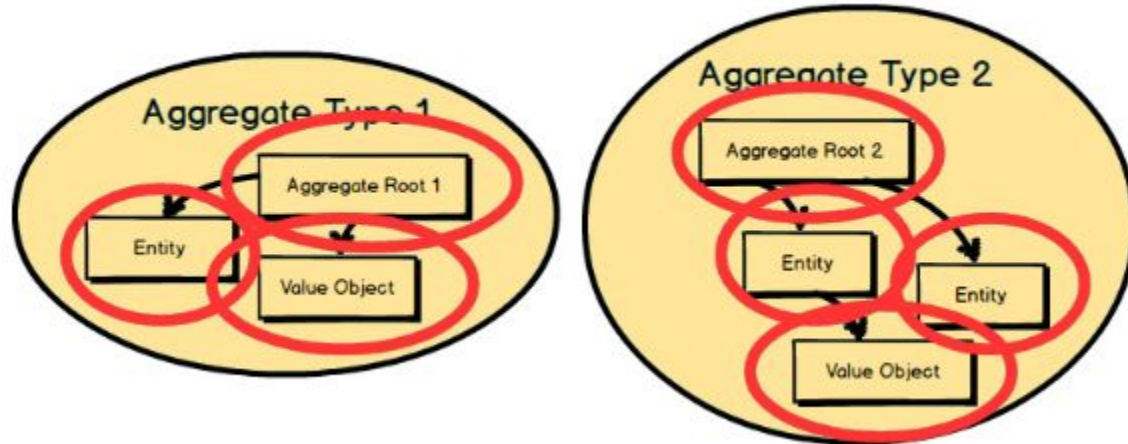 Aggregate Type 1
Aggregate Root 1
Entity
Value Object
Aggregate Type 2
Aggregate Root 2
Entity
Entity
Value Object